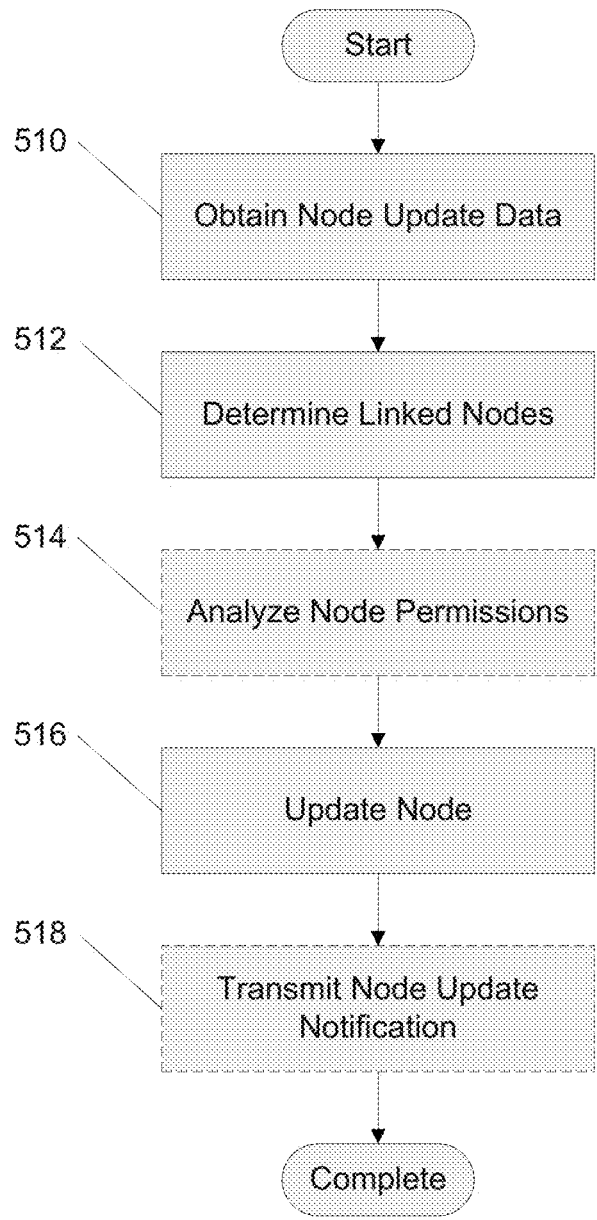 Start
510
Obtain Node Update Data
512
Determine Linked Nodes
514
Analyze Node Permissions
516
Update Node
518
Transmit Node Update
Notification
Complete